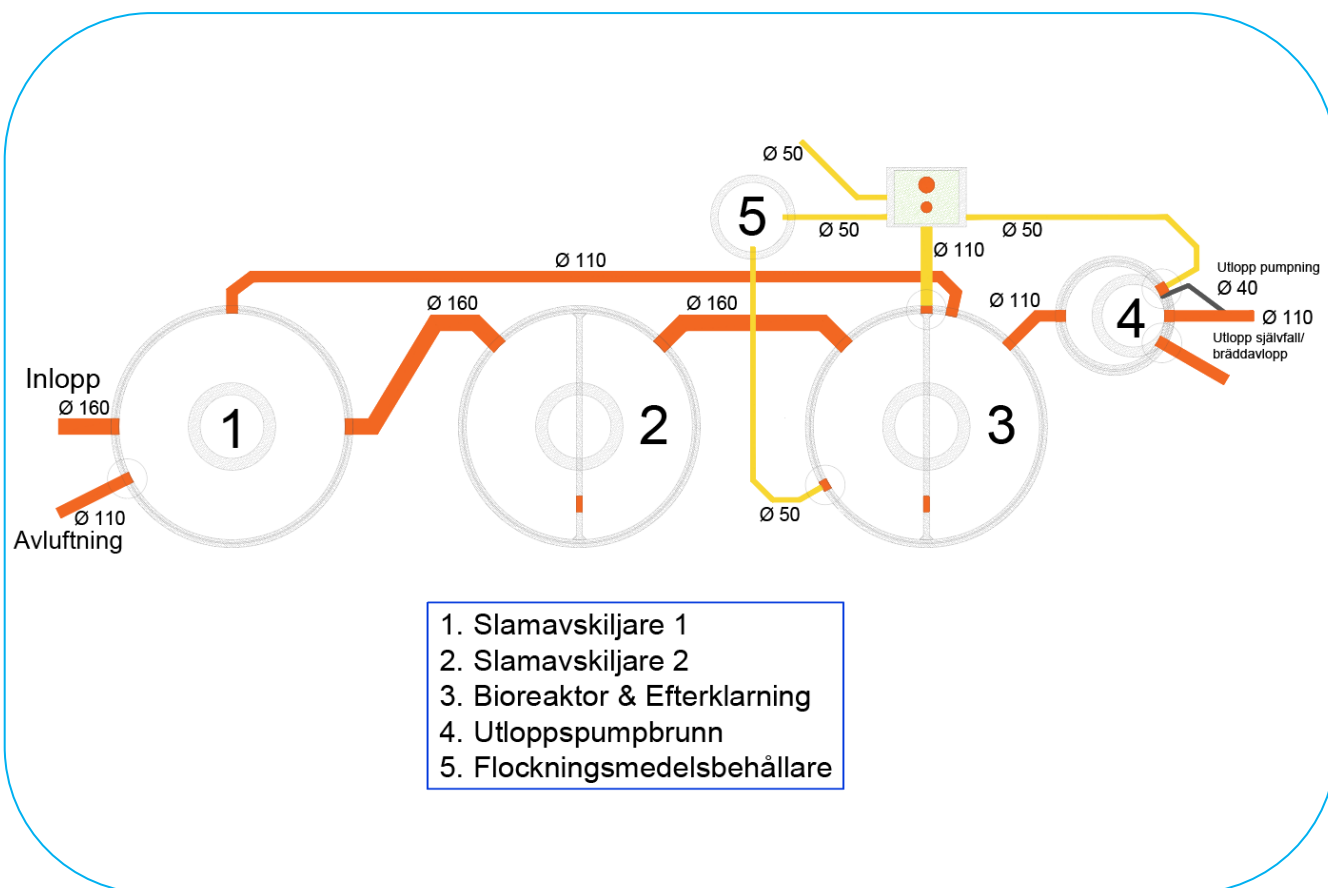 Ø 50
5
Ø 50
Ø 50
Ø 110
Ø 110
Utlopp pumpning
Ø 40
Ø 160
Ø 160
Ø 110
4
Ø 110
Utlopp självfall/
bräddavlopp
Inlopp
Ø 160
1
2
3
Ø 110
Avluftning
Ø 50
1. Slamavskiljare 1
2. Slamavskiljare 2
3. Bioreaktor & Efterklarning
4. Utloppspumpbrunn
5. Flockningsmedelsbehållare